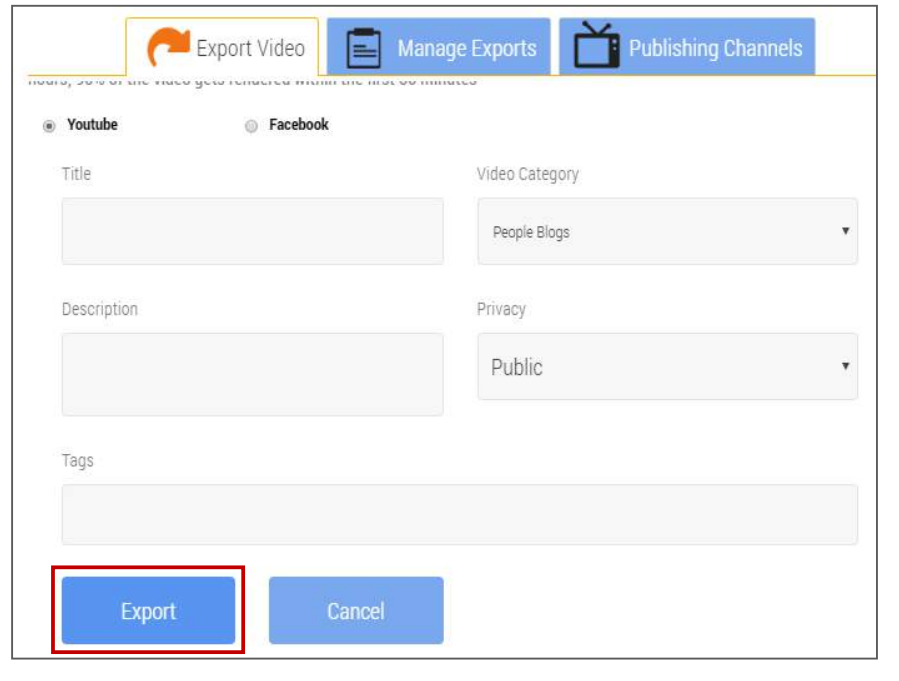 Export Video Manage Exports Publishing Channels
hours, 90% of the video gets rendered within the first 30 minutes
Youtube Facebook
Title Video Category
People Blogs
Description Privacy
Public
Tags
Export Cancel